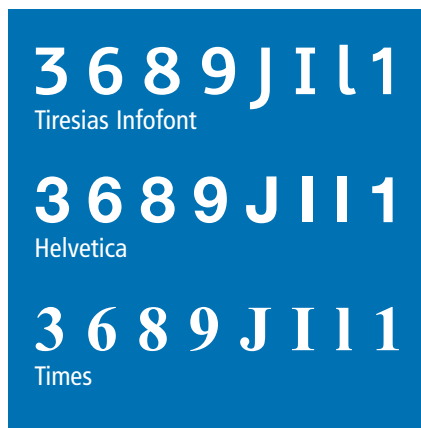 3 6 8 9 J I l 1
Tiresias Infofont
3 6 8 9 J I l 1
Helvetica
3 6 8 9 J I l 1
Times